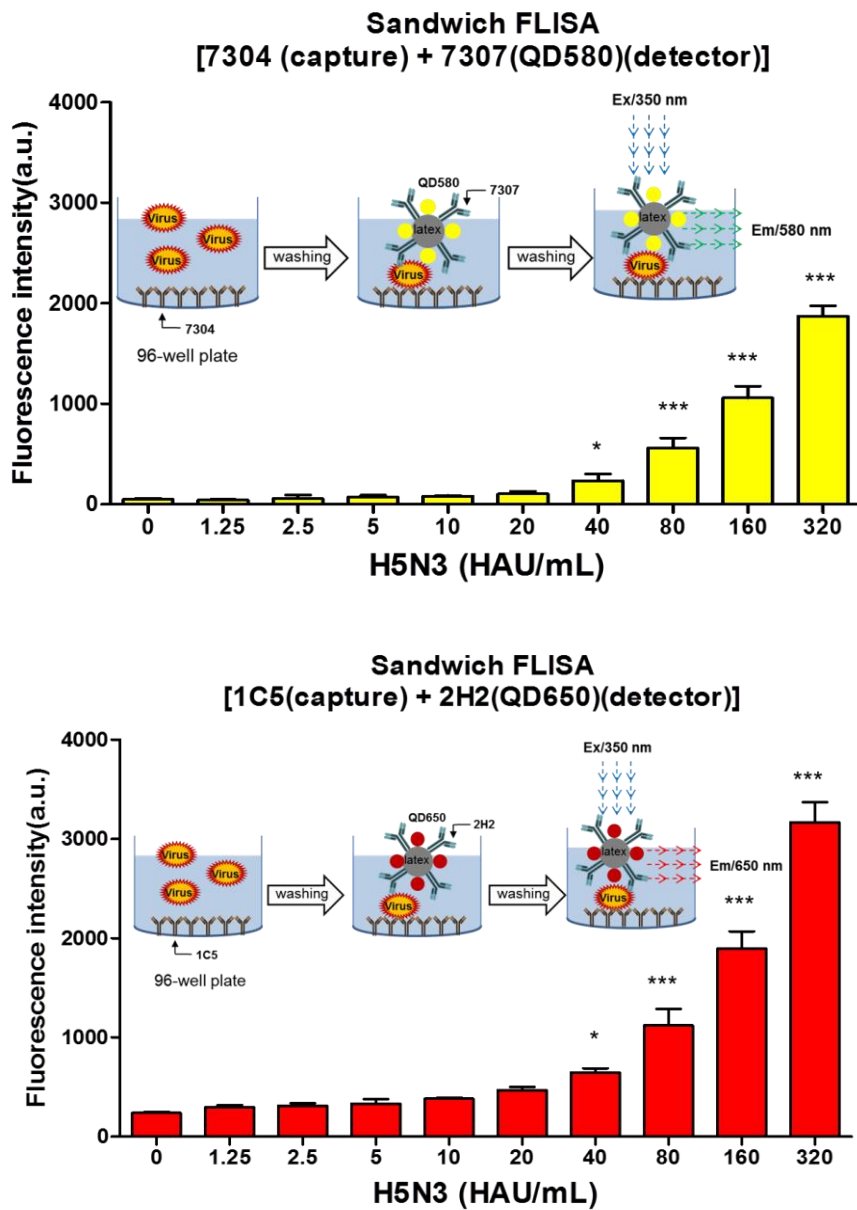 Sandwich FLISA
[7304 (capture) + 7307(QD580)(detector)]
Fluorescence intensity(a.u.)
4000
3000
2000
1000
0
Virus
Virus
Virus
7304
96-well plate
washing
QD580
7307
latex
Virus
washing
Ex/350 nm
latex
Virus
Em/580 nm
*
***
***
***
0 1.25 2.5 5 10 20 40 80 160 320
H5N3 (HAU/mL)
Sandwich FLISA
[1C5(capture) + 2H2(QD650)(detector)]
Fluorescence intensity(a.u.)
4000
3000
2000
1000
0
Virus
Virus
Virus
1C5
96-well plate
washing
QD650
2H2
latex
Virus
washing
Ex/350 nm
latex
Virus
Em/650 nm
*
***
***
***
0 1.25 2.5 5 10 20 40 80 160 320
H5N3 (HAU/mL)